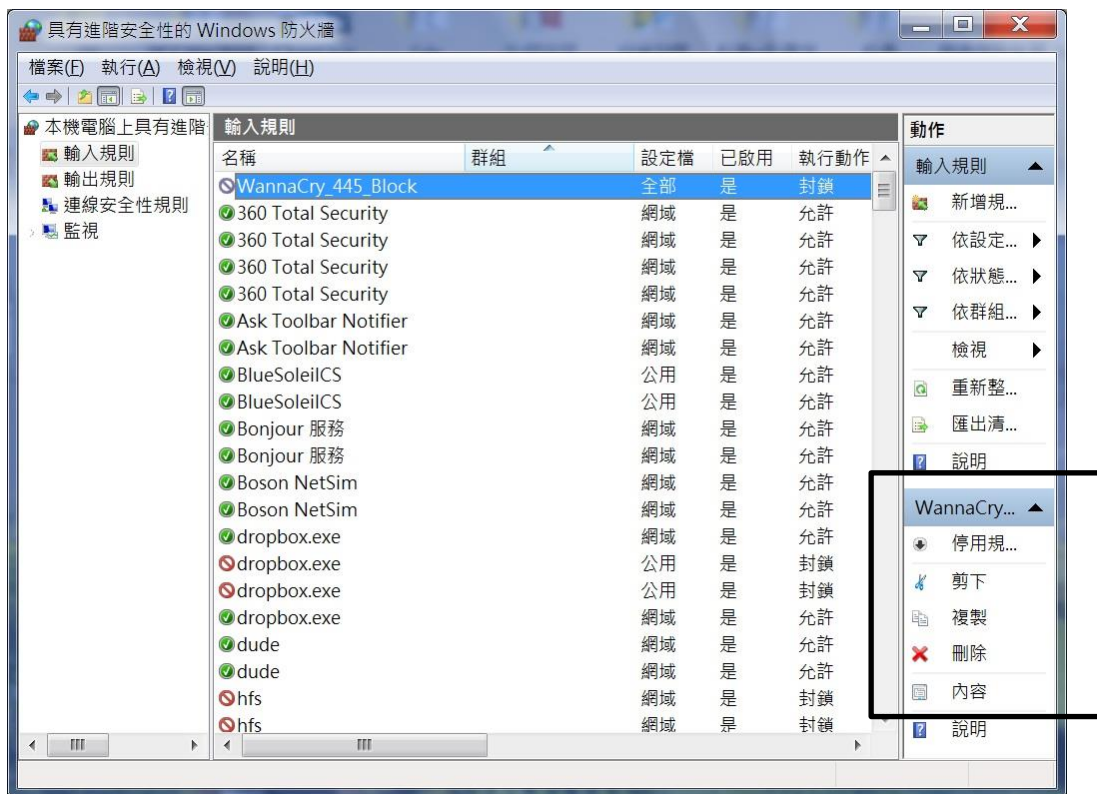 具有進階安全性的 Windows 防火牆
檔案(F) 執行(A) 檢視(V) 說明(H)
本機電腦上具有進階
輸入規則
輸出規則
連線安全性規則
監視
輸入規則
名稱 群組 設定檔 已啟用 執行動作
WannaCry_445_Block 全部 是 封鎖
360 Total Security 網域 是 允許
360 Total Security 網域 是 允許
360 Total Security 網域 是 允許
360 Total Security 網域 是 允許
Ask Toolbar Notifier 網域 是 允許
Ask Toolbar Notifier 網域 是 允許
BlueSoleilCS 公用 是 允許
BlueSoleilCS 公用 是 允許
Bonjour 服務 網域 是 允許
Bonjour 服務 網域 是 允許
Boson NetSim 網域 是 允許
Boson NetSim 網域 是 允許
dropbox.exe 網域 是 允許
dropbox.exe 公用 是 封鎖
dropbox.exe 公用 是 封鎖
dropbox.exe 網域 是 允許
dude 網域 是 允許
dude 網域 是 允許
hfs 網域 是 封鎖
hfs 網域 是 封鎖
動作
輸入規則
新增規...
依設定...
依狀態...
依群組...
檢視
重新整...
匯出清...
說明
WannaCry...
停用規...
剪下
複製
刪除
內容
說明